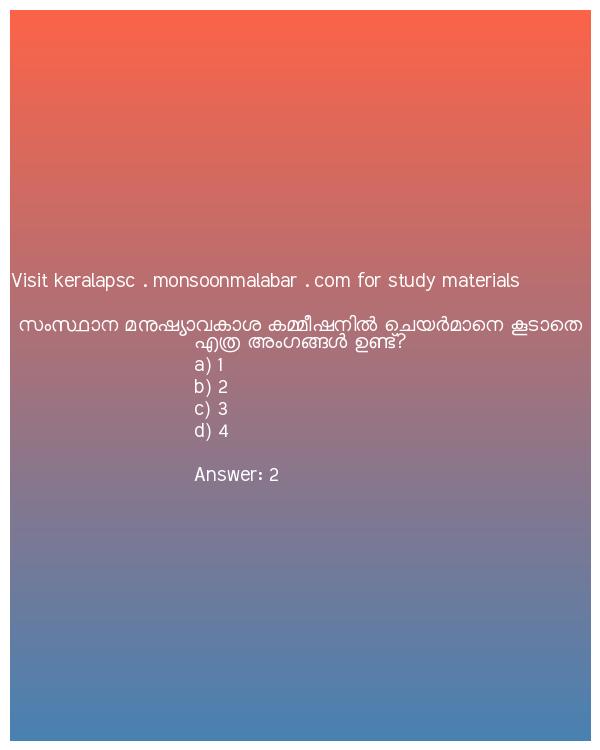 Visit keralapsc . monsoonmalabar . com for study materials
സംസ്ഥാന മനുഷ്യാവകാശ കമ്മീഷനിൽ ചെയർമാനെ കൂടാതെ
എത്ര അംഗങ്ങൾ ഉണ്ട്?
a) 1
b) 2
c) 3
d) 4
Answer: 2